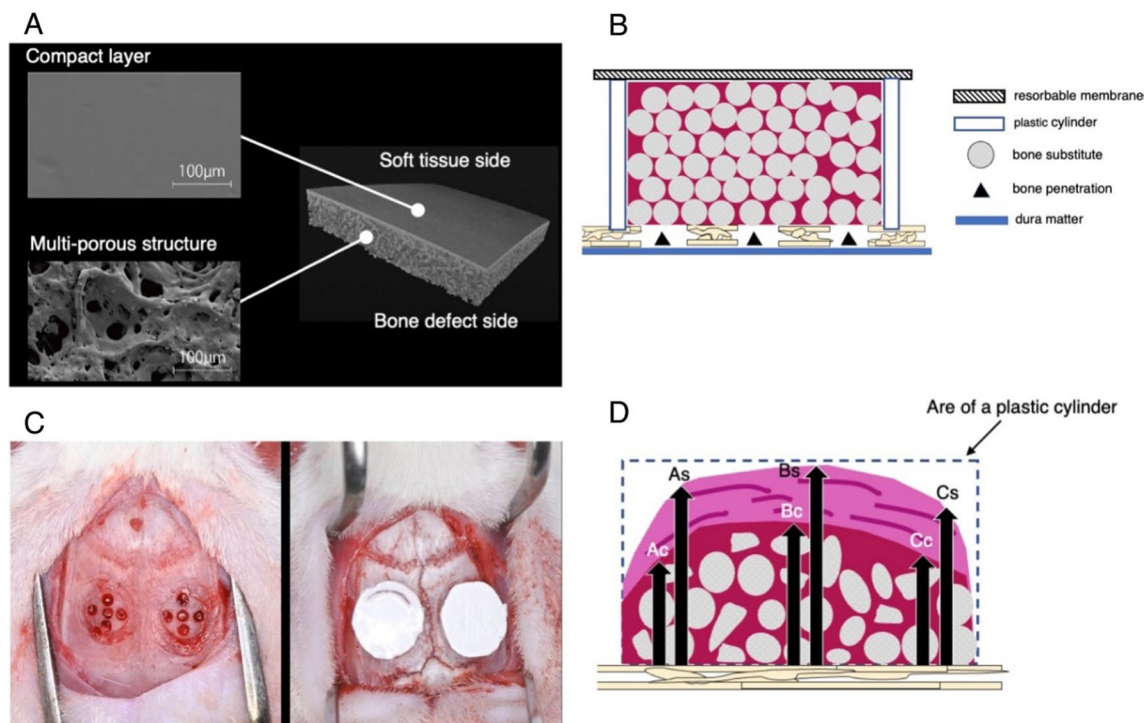 A
Compact layer
100μm
Soft tissue side
Multi-porous structure
100μm
Bone defect side
B
resorbable membrane
plastic cylinder
bone substitute
bone penetration
dura matter
C
D
Are of a plastic cylinder
As
Bs
Cs
Ac
Bc
Cc